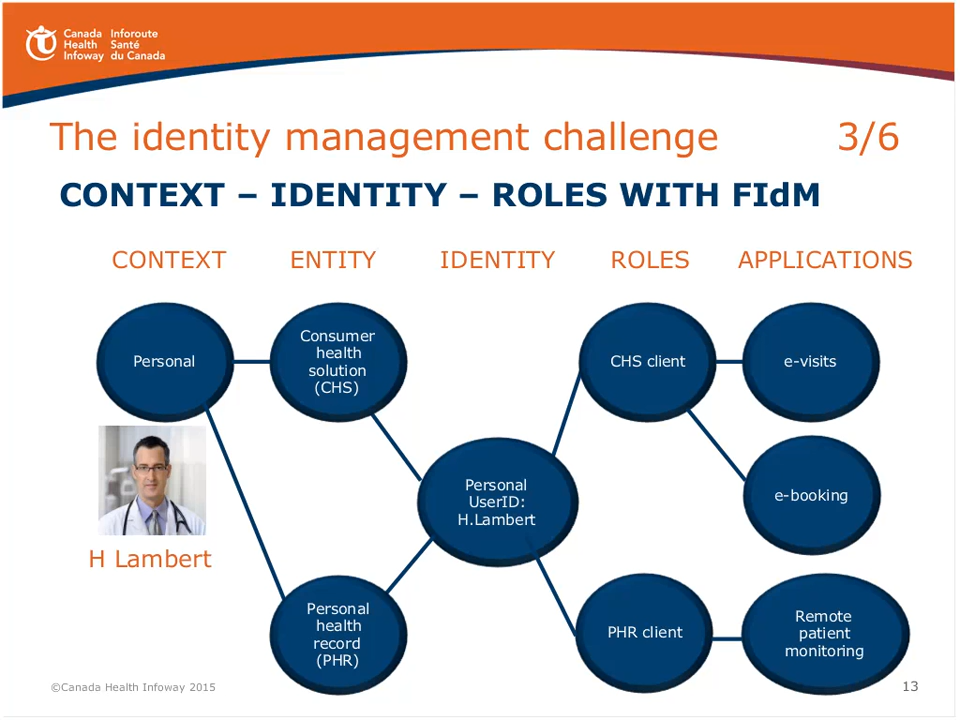 Canada Inforoute
Health Santé
Infoway du Canada
The identity management challenge 3/6
CONTEXT – IDENTITY – ROLES WITH FIdM
CONTEXT ENTITY IDENTITY ROLES APPLICATIONS
Personal
Consumer
health
solution
(CHS)
CHS client
e-visits
Personal
UserID:
H.Lambert
e-booking
H Lambert
Personal
health
record
(PHR)
PHR client
Remote
patient
monitoring
©Canada Health Infoway 2015
13